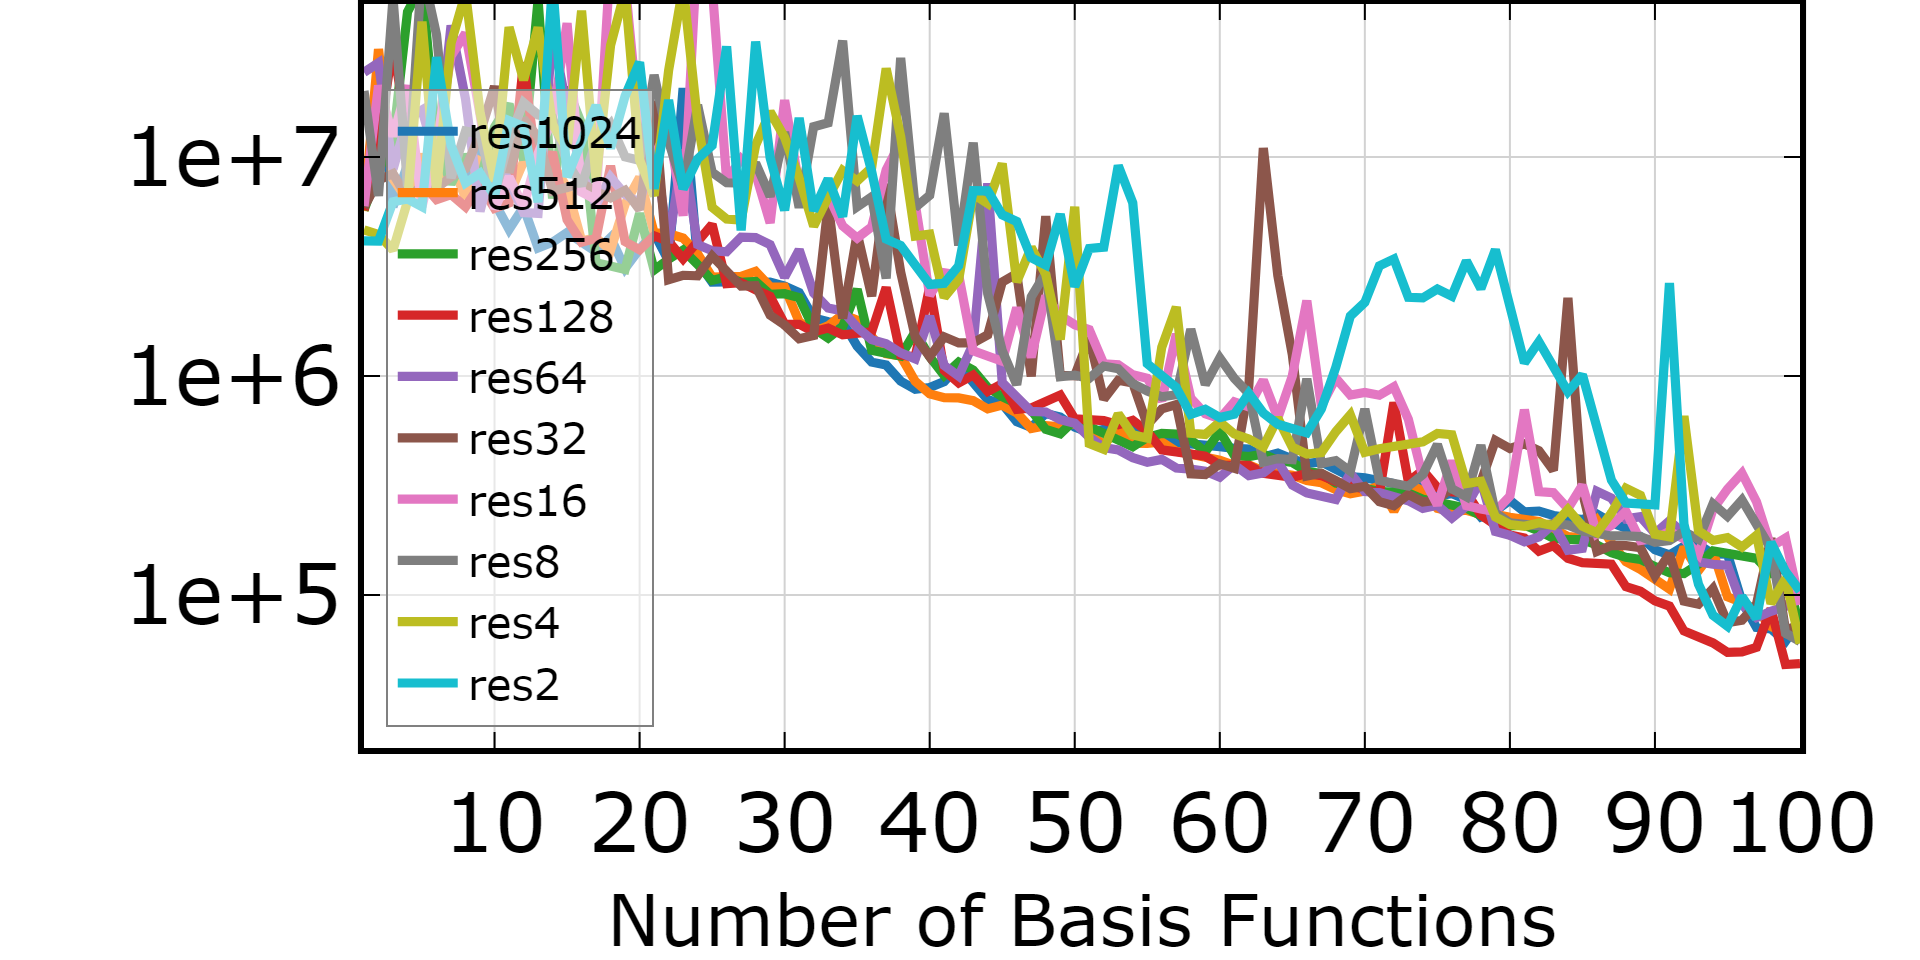 1e+7
1e+6
1e+5
res1024
res512
res256
res128
res64
res32
res16
res8
res4
res2
10 20 30 40 50 60 70 80 90 100
Number of Basis Functions